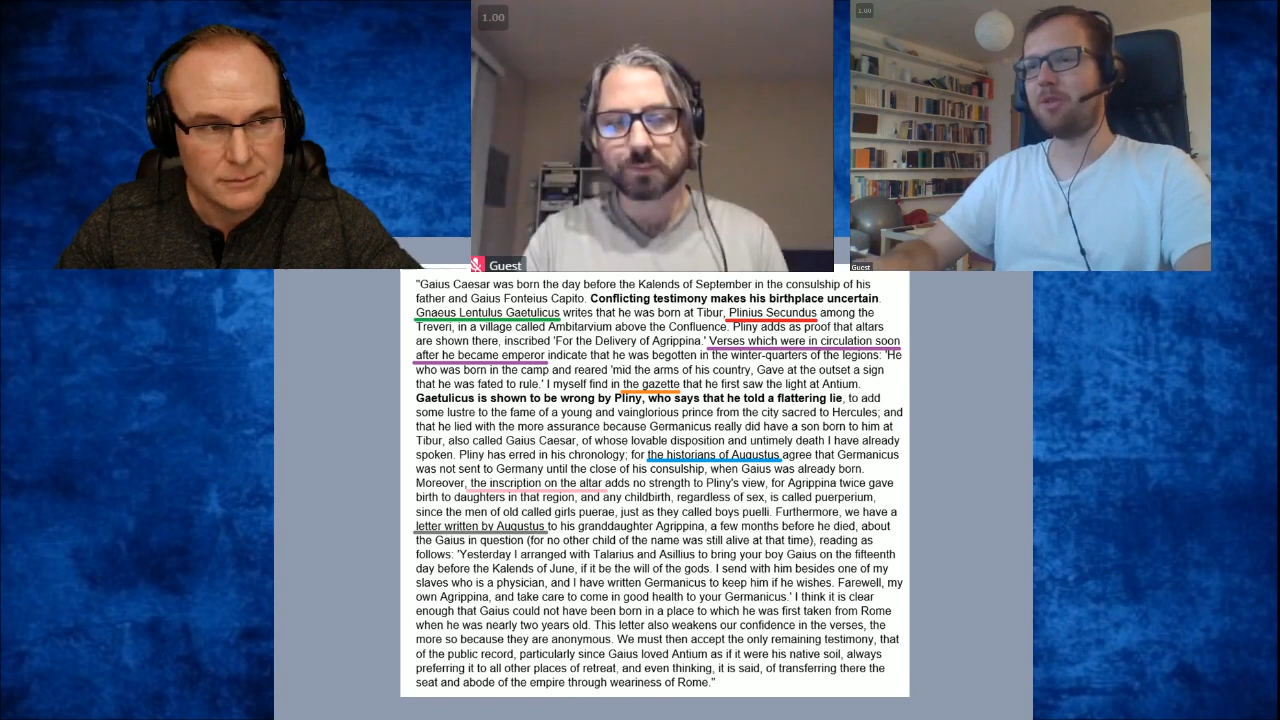 1.00
1.00
Guest
Guest
"Gaius Caesar was born the day before the Kalends of September in the consulship of his
father and Gaius Fonteius Capito. Conflicting testimony makes his birthplace uncertain.
Gnaeus Lentulus Gaetulicus writes that he was born at Tibur, Plinius Secundus among the
Treveri, in a village called Ambitarvium above the Confluence. Pliny adds as proof that altars
are shown there, inscribed 'For the Delivery of Agrippina.' Verses which were in circulation soon
after he became emperor indicate that he was begotten in the winter-quarters of the legions: 'He
who was born in the camp and reared 'mid the arms of his country, Gave at the outset a sign
that he was fated to rule.' I myself find in the gazette that he first saw the light at Antium.
Gaetulicus is shown to be wrong by Pliny, who says that he told a flattering lie, to add
some lustre to the fame of a young and vainglorious prince from the city sacred to Hercules; and
that he lied with the more assurance because Germanicus really did have a son born to him at
Tibur, also called Gaius Caesar, of whose lovable disposition and untimely death I have already
spoken. Pliny has erred in his chronology; for the historians of Augustus agree that Germanicus
was not sent to Germany until the close of his consulship, when Gaius was already born.
Moreover, the inscription on the altar adds no strength to Pliny's view, for Agrippina twice gave
birth to daughters in that region, and any childbirth, regardless of sex, is called puerperium,
since the men of old called girls puerae, just as they called boys puelli. Furthermore, we have a
letter written by Augustus to his granddaughter Agrippina, a few months before he died, about
the Gaius in question (for no other child of the name was still alive at that time), reading as
follows: 'Yesterday I arranged with Talarius and Asillius to bring your boy Gaius on the fifteenth
day before the Kalends of June, if it be the will of the gods. I send with him besides one of my
slaves who is a physician, and I have written Germanicus to keep him if he wishes. Farewell, my
own Agrippina, and take care to come in good health to your Germanicus.' I think it is clear
enough that Gaius could not have been born in a place to which he was first taken from Rome
when he was nearly two years old. This letter also weakens our confidence in the verses, the
more so because they are anonymous. We must then accept the only remaining testimony, that
of the public record, particularly since Gaius loved Antium as if it were his native soil, always
preferring it to all other places of retreat, and even thinking, it is said, of transferring there the
seat and abode of the empire through weariness of Rome."